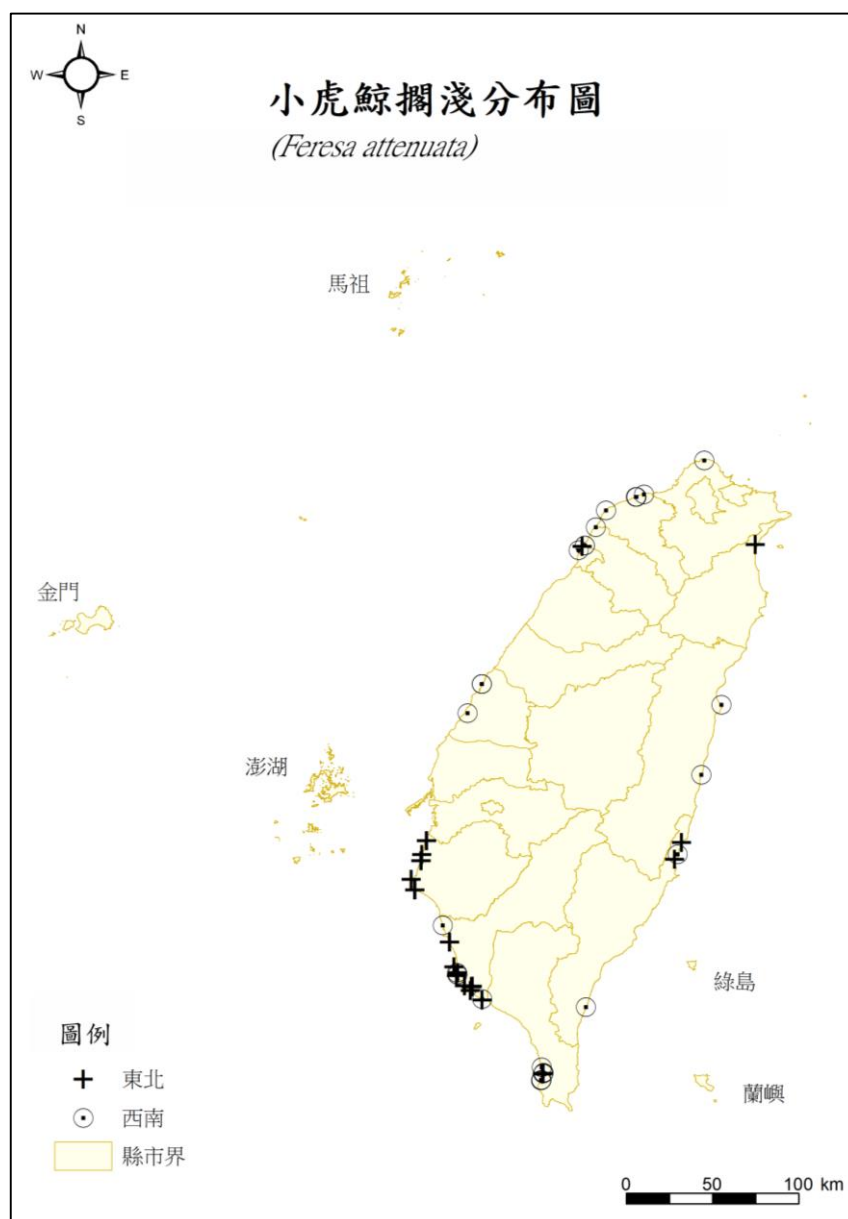 N
W E
S
小虎鯨擱淺分布圖
(Feresa attenuata)
馬祖
金門
澎湖
綠島
蘭嶼
圖例
東北
西南
縣市界
0 50 100 km